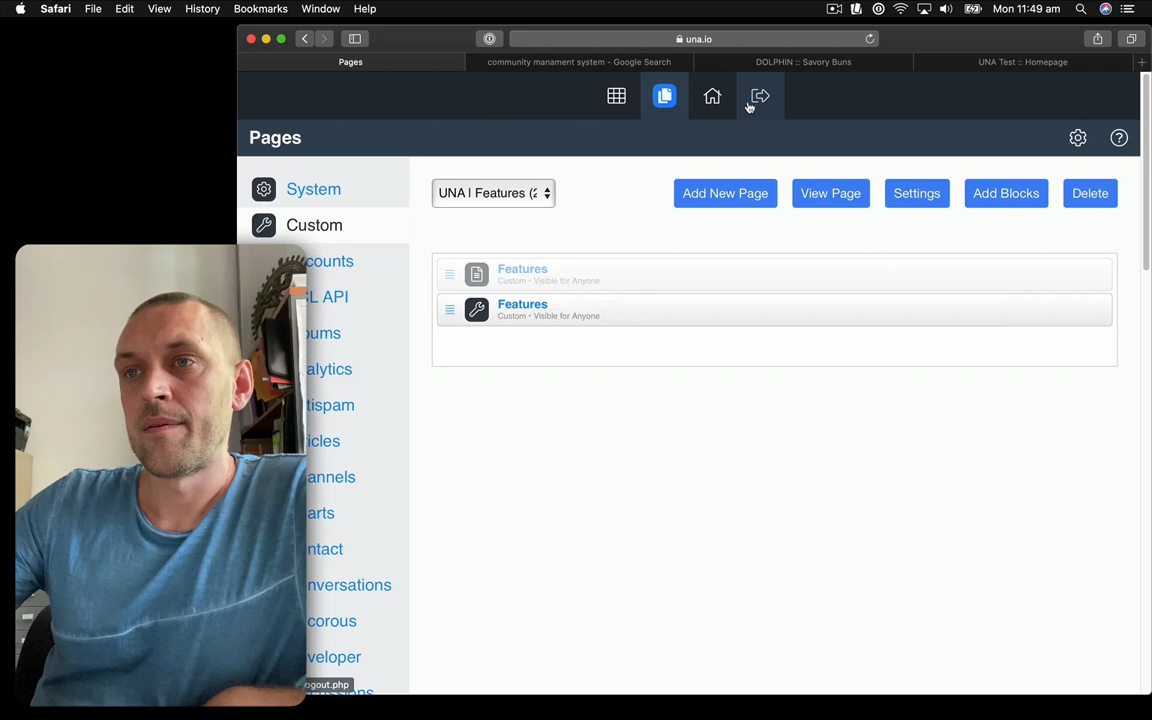 Safari File Edit View History Bookmarks Window Help Mon 11:49 am
una.io
Pages
community manament system - Google Search
DOLPHIN :: Savory Buns
UNA Test :: Homepage
Pages
System
Custom
counts
L API
ums
alytics
tispam
icles
annels
arts
ntact
nversations
corous
veloper
ogout.php
UNA | Features (2
Add New Page
View Page
Settings
Add Blocks
Delete
Features
Custom • Visible for Anyone
Features
Custom • Visible for Anyone